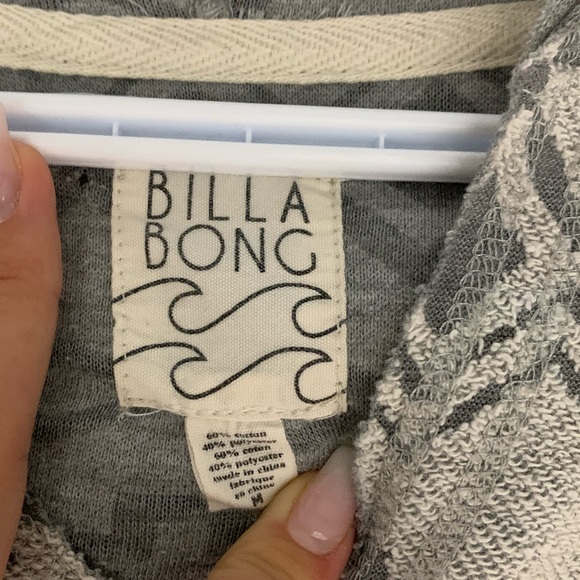 BILLA
BONG
60% cotton
40% polyester
60% coton
40% polyester
made in china
fabrique
en chine
M